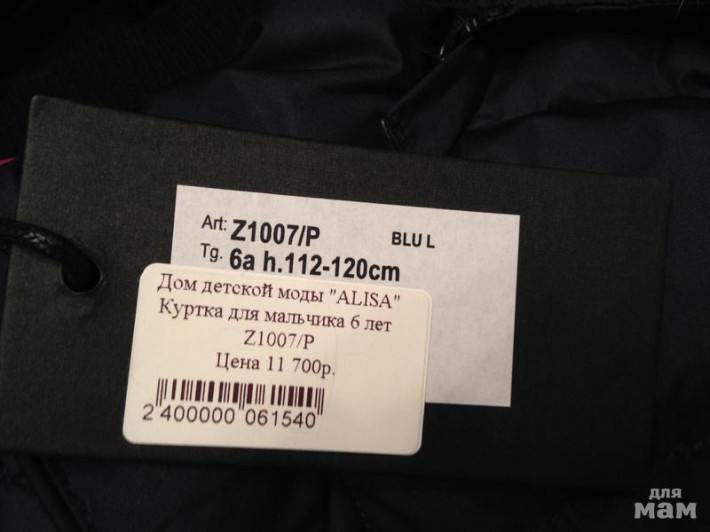 Art: Z1007/P BLU L
Tg. 6a h.112-120cm
Дом детской моды "ALISA"
Куртка для мальчика 6 лет
Z1007/P
Цена 11 700р.
2 400000 061540
для
мам